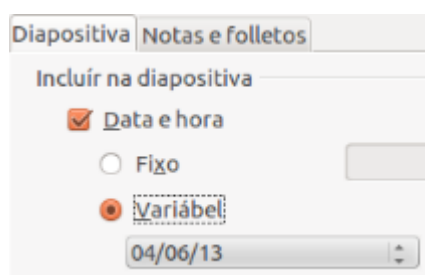 Diapositiva Notas e folletos
Incluír na diapositiva
Data e hora
Fixo
Variábel
04/06/13